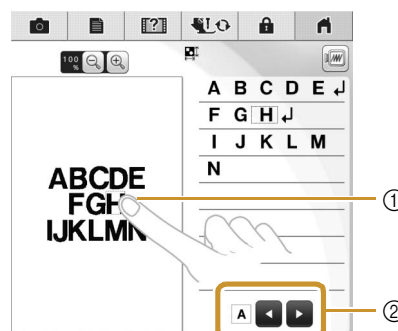 100
%
A B C D E ↲
F G H ↲
I J K L M
N
ABCDE
FGH
IJKLMN
①
A
②